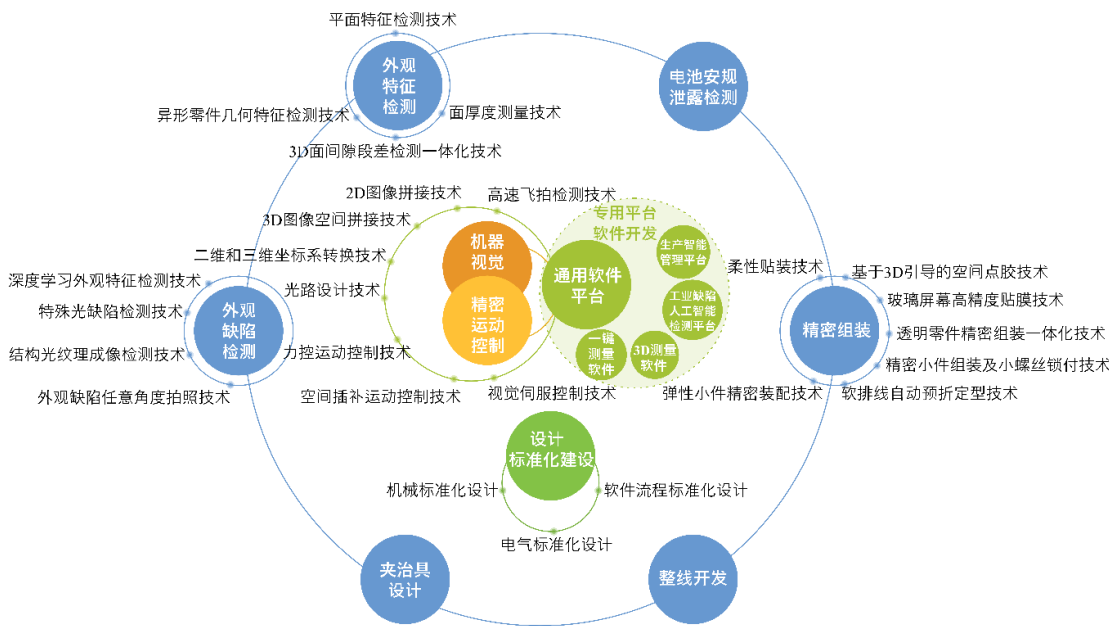 平面特征检测技术
外观
特征
检测
异形零件几何特征检测技术
面厚度测量技术
3D面间隙段差检测一体化技术
电池安规
泄露检测
2D图像拼接技术
高速飞拍检测技术
3D图像空间拼接技术
二维和三维坐标系转换技术
光路设计技术
力控运动控制技术
空间插补运动控制技术
视觉伺服控制技术
机器
视觉
精密
运动
控制
通用软件
平台
专用平台
软件开发
生产智能
管理平台
工业缺陷
人工智能
检测平台
3D测量
软件
一键
测量
软件
深度学习外观特征检测技术
特殊光缺陷检测技术
结构光纹理成像检测技术
外观缺陷任意角度拍照技术
外观
缺陷
检测
柔性贴装技术
基于3D引导的空间点胶技术
玻璃屏幕高精度贴膜技术
透明零件精密组装一体化技术
精密小件组装及小螺丝锁付技术
软排线自动预折定型技术
弹性小件精密装配技术
精密组装
设计
标准化建设
机械标准化设计
软件流程标准化设计
电气标准化设计
夹治具
设计
整线开发